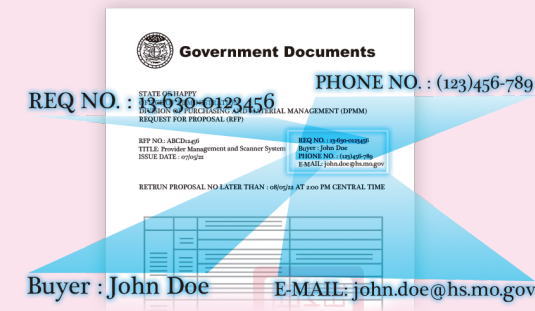 Government Documents
STATE OF HAPPY
DIVISION OF PURCHASING AND MATERIAL MANAGEMENT (DPMM)
REQUEST FOR PROPOSAL (RFP)
PHONE NO. : (123)456-789
REQ NO. : 13-630-0123456
RFP NO.: ABCD12456
TITLE: Provider Management and Scanner System
ISSUE DATE : 07/05/21
REQ NO. : 13-630-0123456
Buyer : John Doe
PHONE NO. : (123)456-789
E-MAIL: john.doe@hs.mo.gov
RETRUN PROPOSAL NO LATER THAN : 08/05/21 AT 2:00 PM CENTRAL TIME
Buyer : John Doe
E-MAIL: john.doe@hs.mo.gov